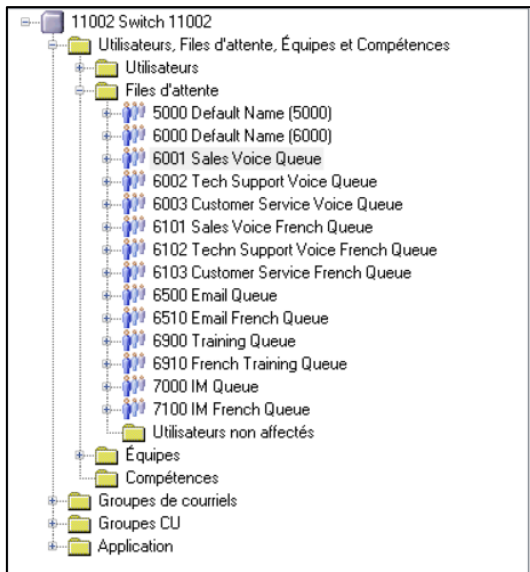 11002 Switch 11002
Utilisateurs, Files d'attente, Équipes et Compétences
Utilisateurs
Files d'attente
5000 Default Name (5000)
6000 Default Name (6000)
6001 Sales Voice Queue
6002 Tech Support Voice Queue
6003 Customer Service Voice Queue
6101 Sales Voice French Queue
6102 Techn Support Voice French Queue
6103 Customer Service French Queue
6500 Email Queue
6510 Email French Queue
6900 Training Queue
6910 French Training Queue
7000 IM Queue
7100 IM French Queue
Utilisateurs non affectés
Équipes
Compétences
Groupes de courriels
Groupes CU
Application